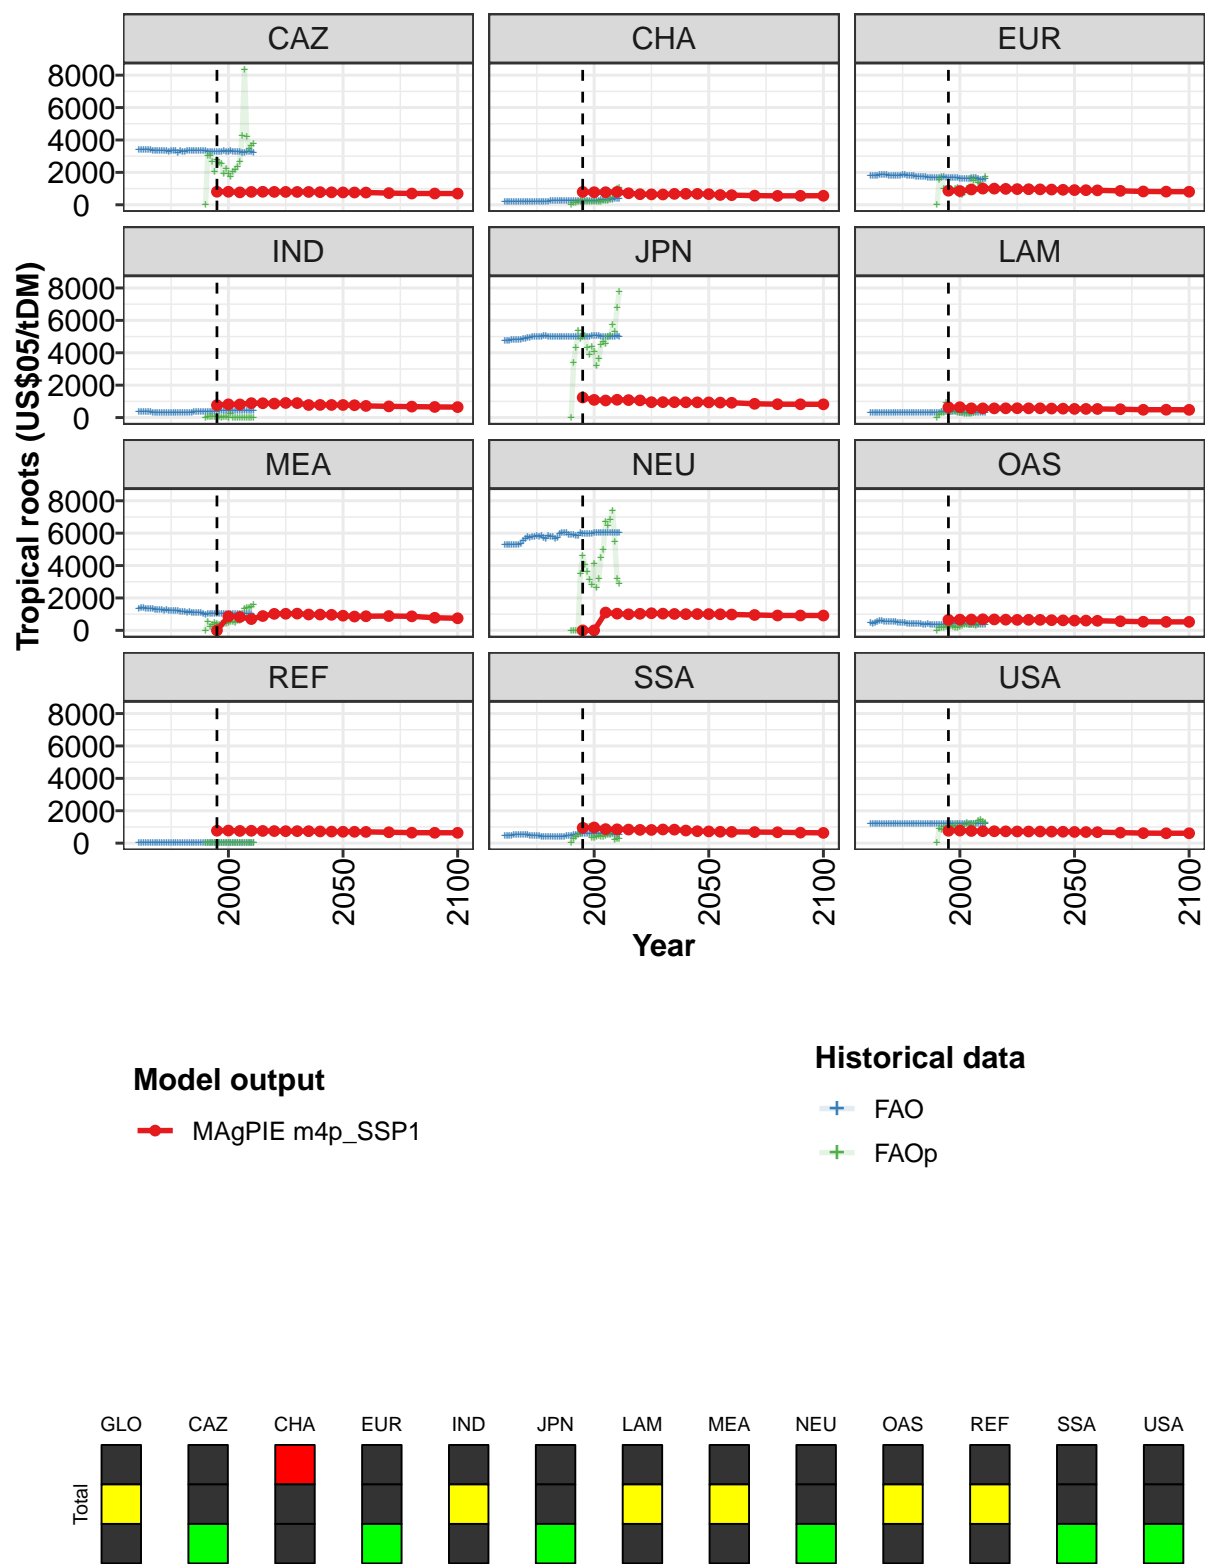 CAZ CHA EUR
8000
6000
4000
2000
0
IND JPN LAM
8000
6000
4000
2000
0
MEA NEU OAS
8000
6000
4000
2000
0
REF SSA USA
8000
6000
4000
2000
0
Tropical roots (US$05/tDM)
2000 2050 2100 2000 2050 2100 2000 2050 2100
Year
Model output
MAgPIE m4p_SSP1
Historical data
FAO
FAOp
GLO CAZ CHA EUR IND JPN LAM MEA NEU OAS REF SSA USA
Total